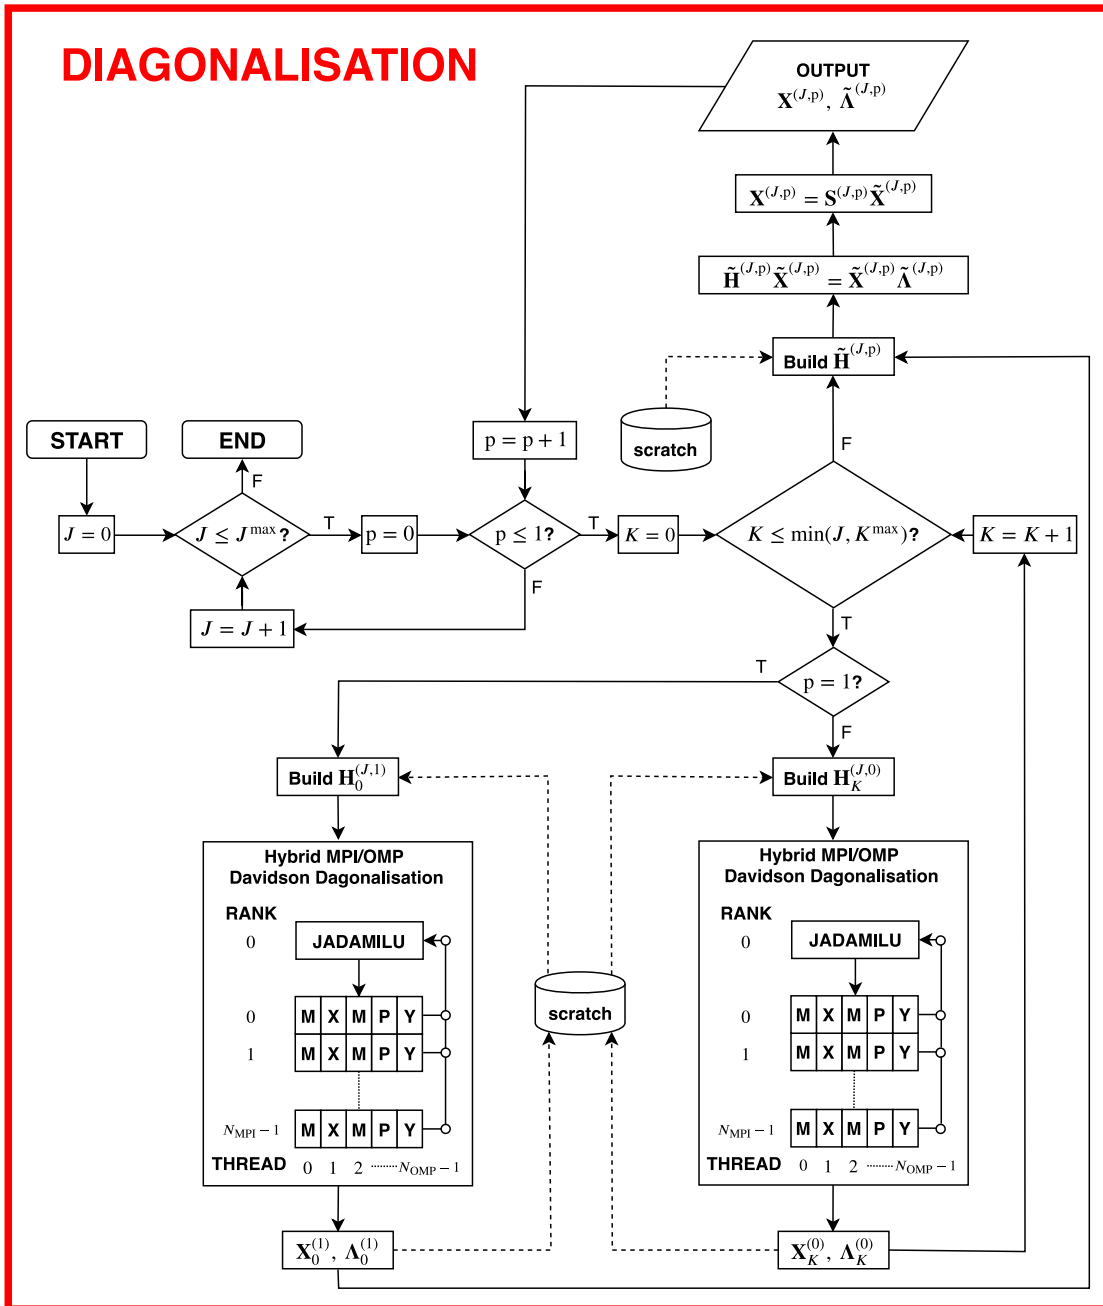 DIAGONALISATION
OUTPUT
X^(J,p), Λ̃^(J,p)
X^(J,p) = S^(J,p) X̃^(J,p)
H̃^(J,p) X̃^(J,p) = X̃^(J,p) Λ̃^(J,p)
Build H̃^(J,p)
scratch
p = p + 1
START
END
F
F
J = 0
J ≤ J^max?
T
p = 0
p ≤ 1?
T
K = 0
K ≤ min(J, K^max)?
K = K + 1
F
J = J + 1
T
T
p = 1?
F
Build H_0^(J,1)
Build H_K^(J,0)
Hybrid MPI/OMP
Davidson Dagonalisation
RANK
0
JADAMILU
0
M X M P Y
1
M X M P Y
N_MPI − 1
M X M P Y
THREAD 0 1 2 ········ N_OMP − 1
X_0^(1), Λ_0^(1)
scratch
Hybrid MPI/OMP
Davidson Dagonalisation
RANK
0
JADAMILU
0
M X M P Y
1
M X M P Y
N_MPI − 1
M X M P Y
THREAD 0 1 2 ········ N_OMP − 1
X_K^(0), Λ_K^(0)